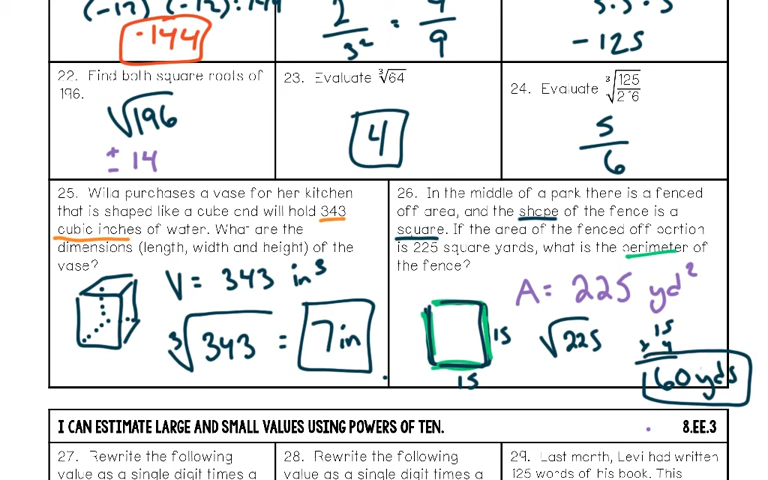 (-12) (-12) = 144
-144
2
3²
=
4
9
5·5·5
-125
22. Find both square roots of
196.
√196
± 14
23. Evaluate ∛64
4
24. Evaluate ∛125/216
5
6
25. Willa purchases a vase for her kitchen
that is shaped like a cube and will hold 343
cubic inches of water. What are the
dimensions (length, width and height) of the
vase?
V = 343 in³
∛343 = 7in
26. In the middle of a park there is a fenced
off area, and the shape of the fence is a
square. If the area of the fenced off portion
is 225 square yards, what is the perimeter of
the fence?
A = 225 yd²
15
15
√225
15
x 4
60 yds
I CAN ESTIMATE LARGE AND SMALL VALUES USING POWERS OF TEN. 8.EE.3
27. Rewrite the following
value as a single digit times a
28. Rewrite the following
value as a single digit times a
29. Last month, Levi had written
125 words of his book. This